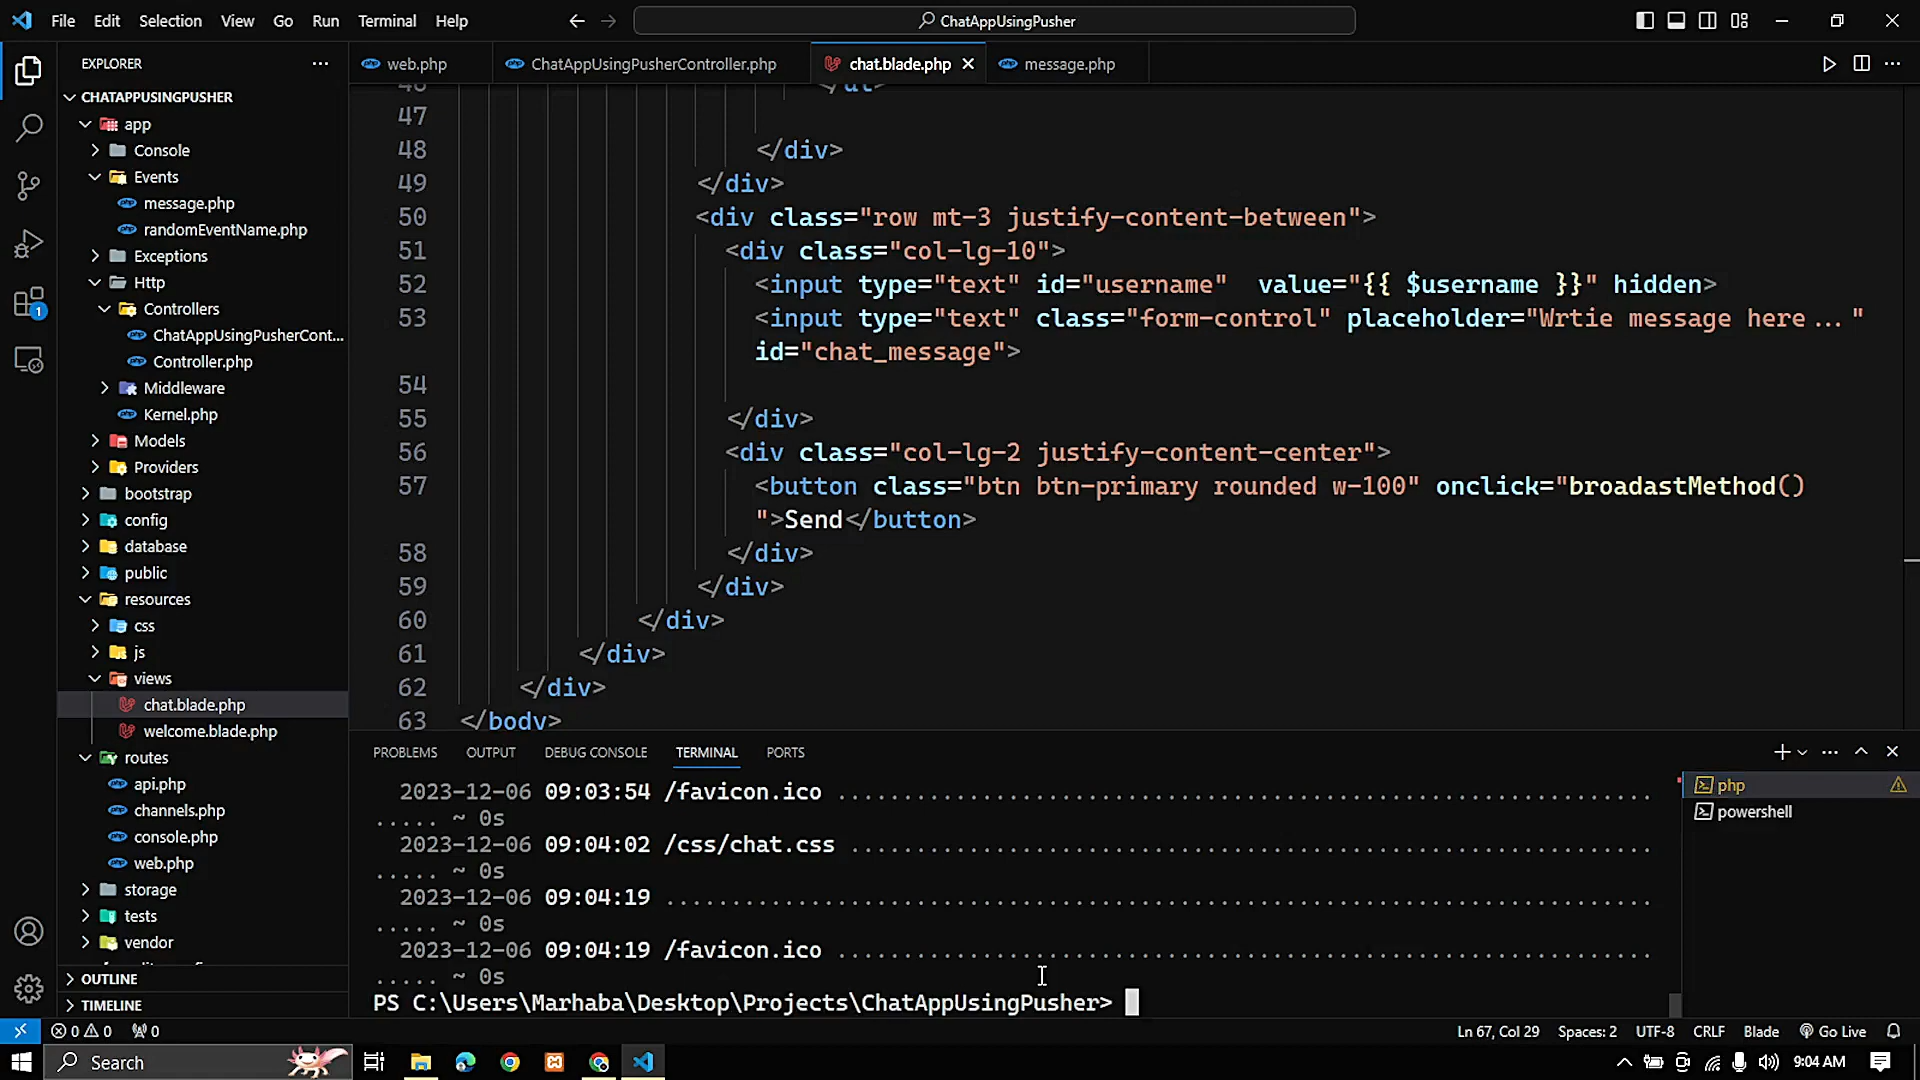 File Edit Selection View Go Run Terminal Help
ChatAppUsingPusher
EXPLORER
web.php
ChatAppUsingPusherController.php
chat.blade.php
message.php
CHATAPPUSINGPUSHER
app
Console
Events
message.php
randomEventName.php
Exceptions
Http
Controllers
ChatAppUsingPusherCont...
Controller.php
Middleware
Kernel.php
Models
Providers
bootstrap
config
database
public
resources
css
js
views
chat.blade.php
welcome.blade.php
routes
api.php
channels.php
console.php
web.php
storage
tests
vendor
OUTLINE
TIMELINE
47
48 </div>
49 </div>
50 <div class="row mt-3 justify-content-between">
51 <div class="col-lg-10">
52 <input type="text" id="username"  value="{{ $username }}" hidden>
53 <input type="text" class="form-control" placeholder="Wrtie message here..."
id="chat_message">
54
55 </div>
56 <div class="col-lg-2 justify-content-center">
57 <button class="btn btn-primary rounded w-100" onclick="broadastMethod()
">Send</button>
58 </div>
59 </div>
60 </div>
61 </div>
62 </div>
63 </body>
PROBLEMS OUTPUT DEBUG CONSOLE TERMINAL PORTS
2023-12-06 09:03:54 /favicon.ico ..............................
..... ~ 0s
2023-12-06 09:04:02 /css/chat.css ..............................
..... ~ 0s
2023-12-06 09:04:19 ..............................
..... ~ 0s
2023-12-06 09:04:19 /favicon.ico ..............................
..... ~ 0s
PS C:\Users\Marhaba\Desktop\Projects\ChatAppUsingPusher>
php
powershell
0 0 0
Ln 67, Col 29 Spaces: 2 UTF-8 CRLF Blade Go Live
Search
9:04 AM
1